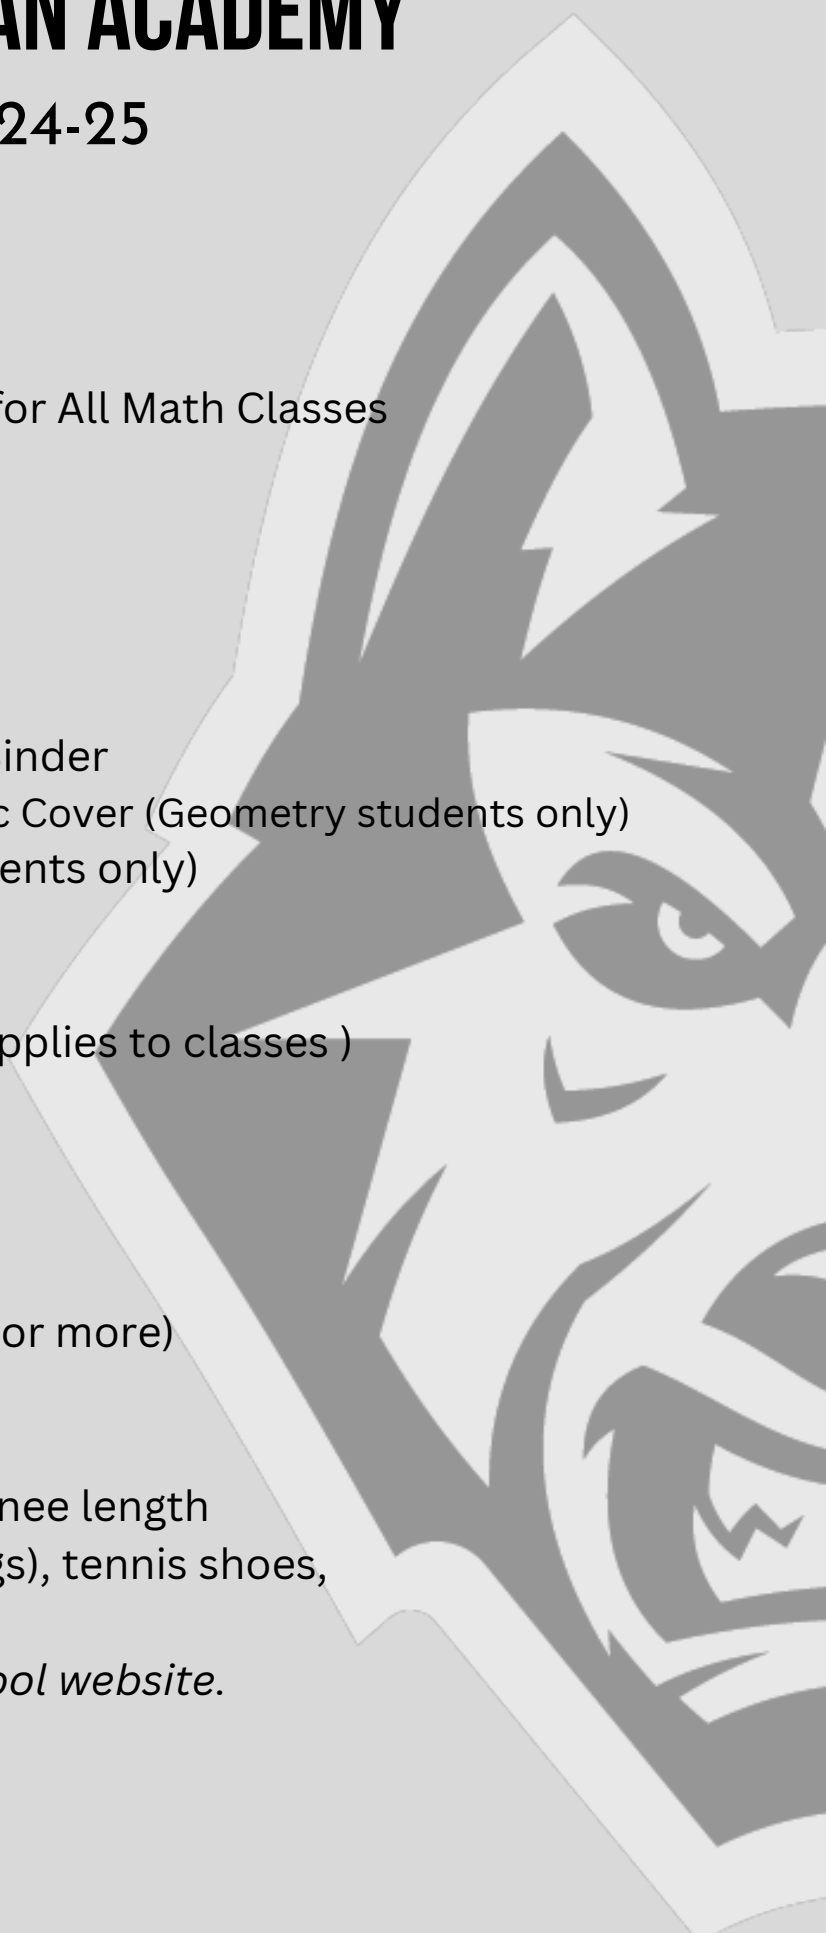 AN ACADEMY
24-25
for All Math Classes
inder
c Cover (Geometry students only)
ents only)
pplies to classes )
or more)
nee length
gs), tennis shoes,
ool website.